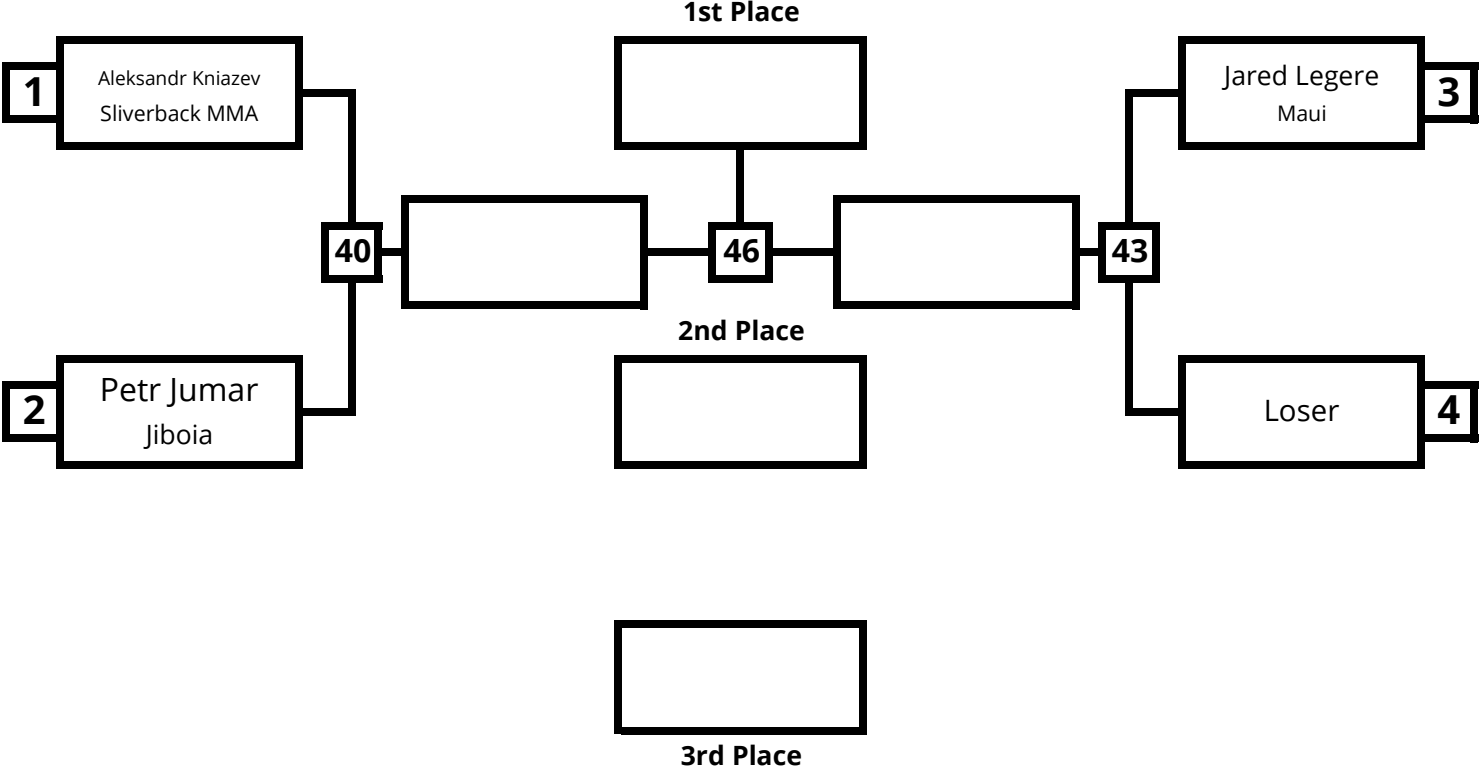 1st Place
1
Aleksandr Kniazev
Sliverback MMA
Jared Legere
Maui
3
40
46
43
2nd Place
2
Petr Jumar
Jiboia
Loser
4
3rd Place